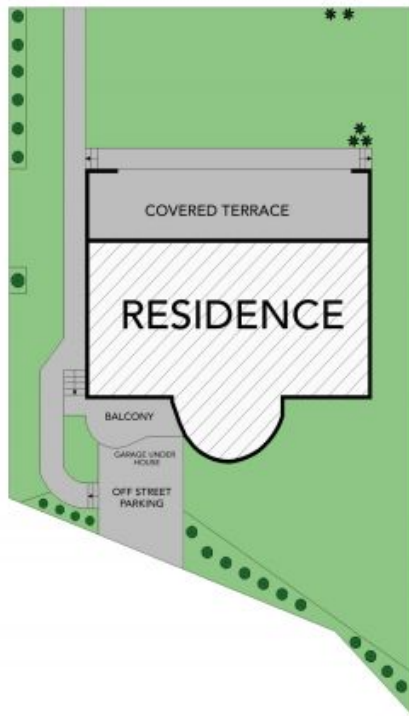 COVERED TERRACE
RESIDENCE
BALCONY
GARAGE UNDER
HOUSE
OFF STREET
PARKING